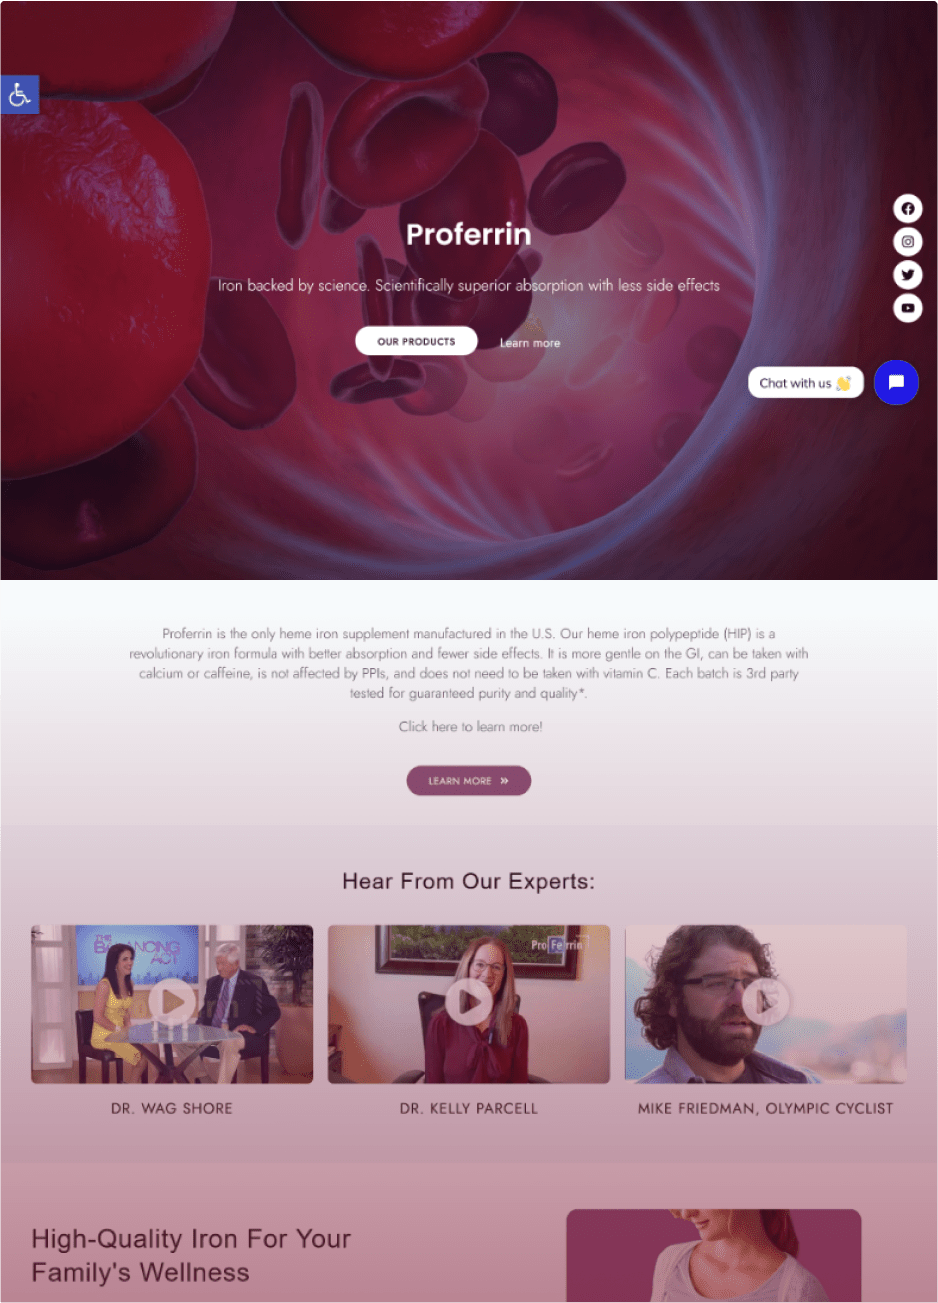 Proferrin
Iron backed by science. Scientifically superior absorption with less side effects
OUR PRODUCTS
Learn more
Chat with us 👋
Proferrin is the only heme iron supplement manufactured in the U.S. Our heme iron polypeptide (HIP) is a
revolutionary iron formula with better absorption and fewer side effects. It is more gentle on the GI, can be taken with
calcium or caffeine, is not affected by PPIs, and does not need to be taken with vitamin C. Each batch is 3rd party
tested for guaranteed purity and quality*.
Click here to learn more!
LEARN MORE »
Hear From Our Experts:
THE
BALANCING
ACT
ProFerrin
DR. WAG SHORE
DR. KELLY PARCELL
MIKE FRIEDMAN, OLYMPIC CYCLIST
High-Quality Iron For Your
Family's Wellness